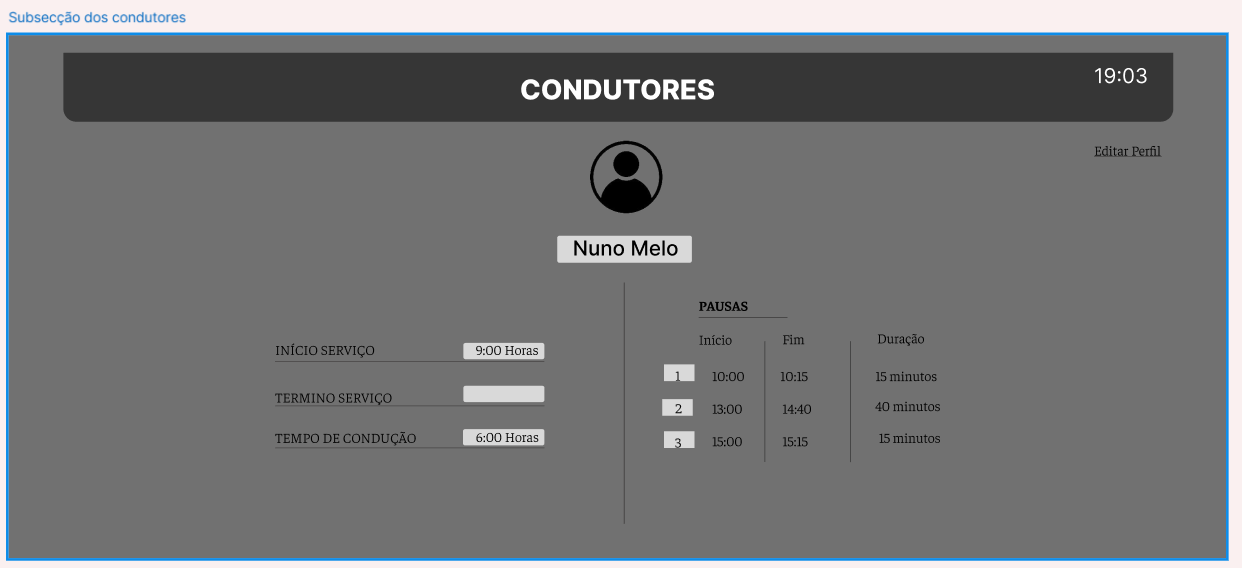 Subsecção dos condutores
CONDUTORES
19:03
Editar Perfil
Nuno Melo
INÍCIO SERVIÇO 9:00 Horas
TERMINO SERVIÇO
TEMPO DE CONDUÇÃO 6:00 Horas
PAUSAS
Início Fim Duração
1 10:00 10:15 15 minutos
2 13:00 14:40 40 minutos
3 15:00 15:15 15 minutos